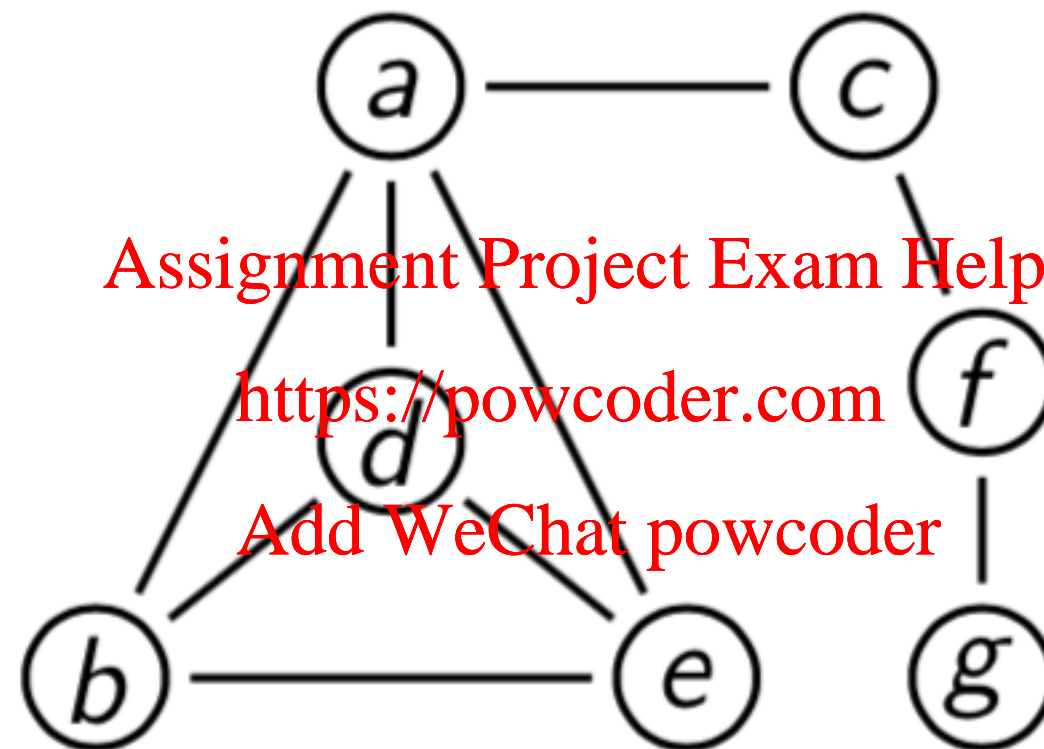 a c
Assignment Project Exam Help
f
https://powcoder.com
d
Add WeChat powcoder
b e g